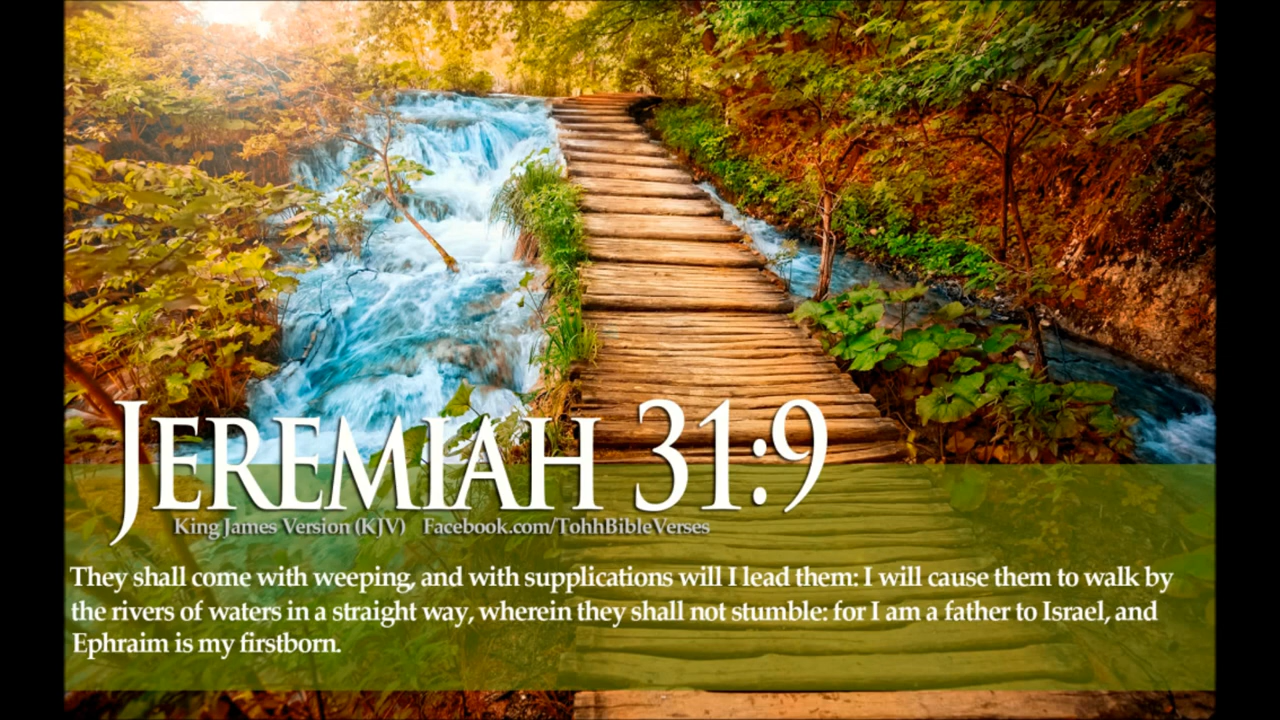 Jeremiah 31:9
King James Version (KJV) Facebook.com/TohhBibleVerses
They shall come with weeping, and with supplications will I lead them: I will cause them to walk by
the rivers of waters in a straight way, wherein they shall not stumble: for I am a father to Israel, and
Ephraim is my firstborn.